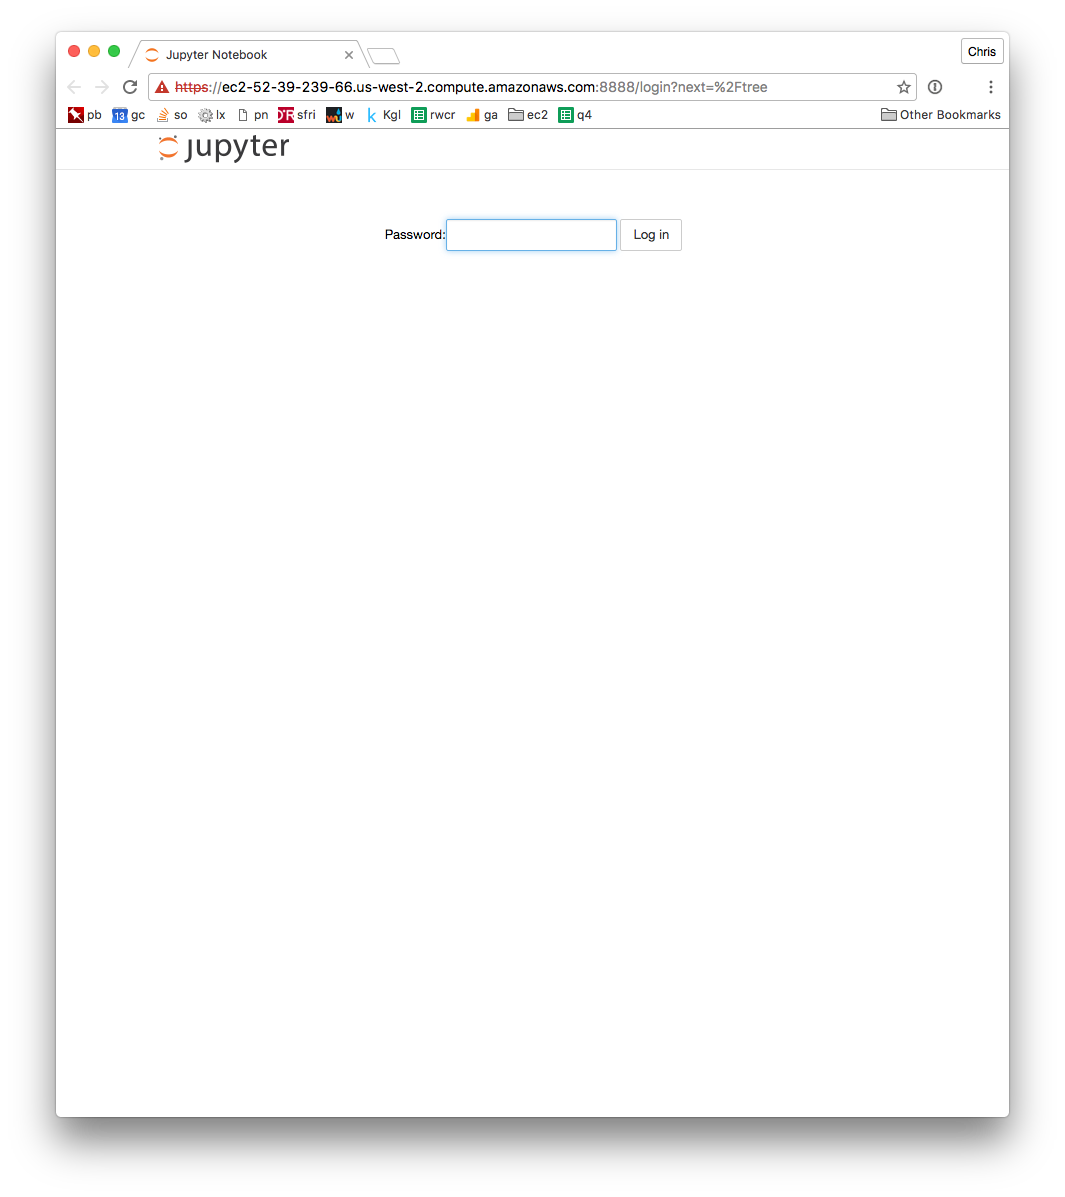 Jupyter Notebook
Chris
https://ec2-52-39-239-66.us-west-2.compute.amazonaws.com:8888/login?next=%2Ftree
pb 13 gc so lx pn O'R sfri w k Kgl rwcr ga ec2 q4 Other Bookmarks
jupyter
Password: Log in